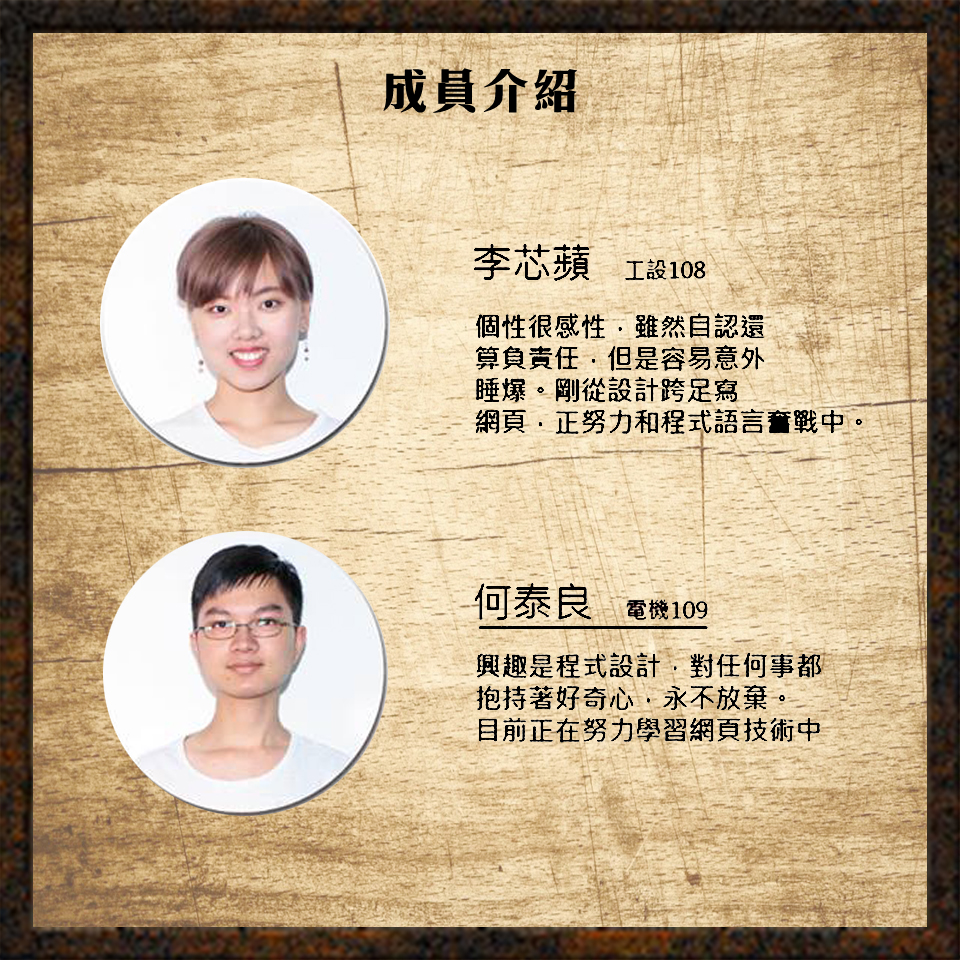 成員介紹
李芯蘋 工設108
個性很感性，雖然自認還
算負責任，但是容易意外
睡爆。剛從設計跨足寫
網頁，正努力和程式語言奮戰中。
何泰良 電機109
興趣是程式設計，對任何事都
抱持著好奇心，永不放棄。
目前正在努力學習網頁技術中